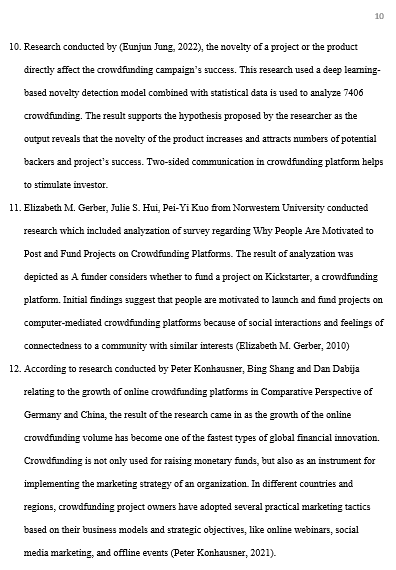 10
10. Research conducted by (Eunjun Jung, 2022), the novelty of a project or the product
directly affect the crowdfunding campaign's success. This research used a deep learning-
based novelty detection model combined with statistical data is used to analyze 7406
crowdfunding. The result supports the hypothesis proposed by the researcher as the
output reveals that the novelty of the product increases and attracts numbers of potential
backers and project's success. Two-sided communication in crowdfunding platform helps
to stimulate investor.
11. Elizabeth M. Gerber, Julie S. Hui, Pei-Yi Kuo from Norwestern University conducted
research which included analyzation of survey regarding Why People Are Motivated to
Post and Fund Projects on Crowdfunding Platforms. The result of analyzation was
depicted as A funder considers whether to fund a project on Kickstarter, a crowdfunding
platform. Initial findings suggest that people are motivated to launch and fund projects on
computer-mediated crowdfunding platforms because of social interactions and feelings of
connectedness to a community with similar interests (Elizabeth M. Gerber, 2010)
12. According to research conducted by Peter Konhausner, Bing Shang and Dan Dabija
relating to the growth of online crowdfunding platforms in Comparative Perspective of
Germany and China, the result of the research came in as the growth of the online
crowdfunding volume has become one of the fastest types of global financial innovation.
Crowdfunding is not only used for raising monetary funds, but also as an instrument for
implementing the marketing strategy of an organization. In different countries and
regions, crowdfunding project owners have adopted several practical marketing tactics
based on their business models and strategic objectives, like online webinars, social
media marketing, and offline events (Peter Konhausner, 2021).